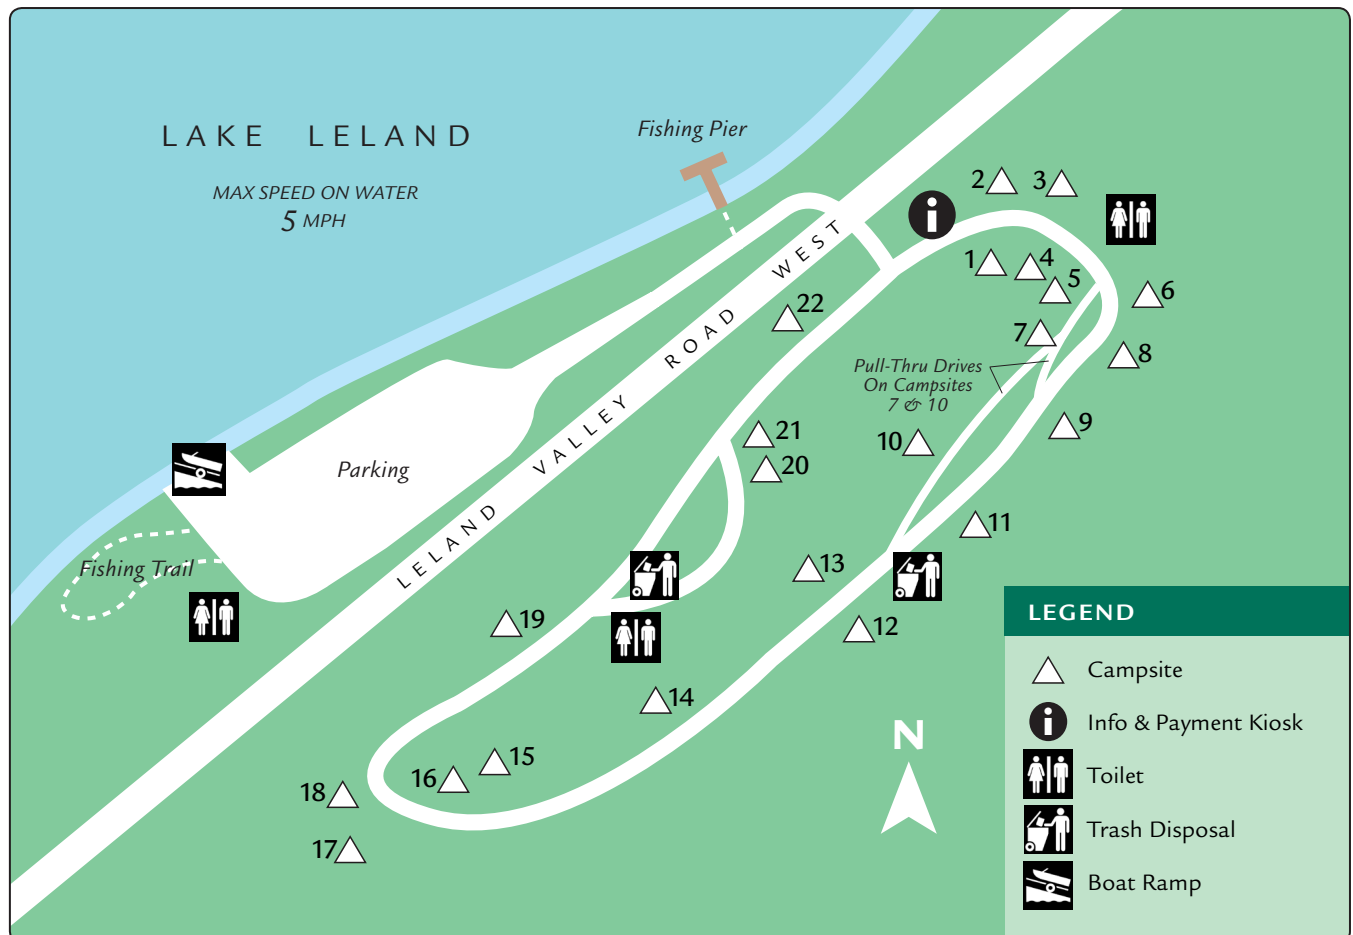 LAKE LELAND
MAX SPEED ON WATER
5 MPH
Fishing Pier
LELAND VALLEY ROAD WEST
Parking
Fishing Trail
2
3
1
4
5
6
7
8
Pull-Thru Drives
On Campsites
7 & 10
9
10
11
12
13
14
15
16
17
18
19
20
21
22
N
LEGEND
Campsite
Info & Payment Kiosk
Toilet
Trash Disposal
Boat Ramp